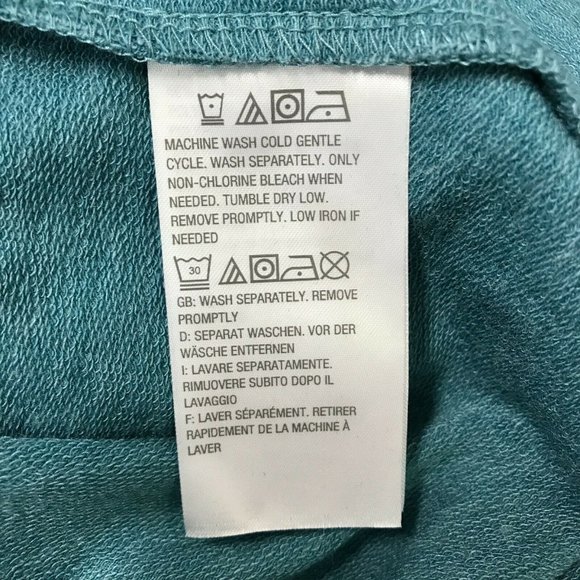 MACHINE WASH COLD GENTLE
CYCLE. WASH SEPARATELY. ONLY
NON-CHLORINE BLEACH WHEN
NEEDED. TUMBLE DRY LOW.
REMOVE PROMPTLY. LOW IRON IF
NEEDED
30
GB: WASH SEPARATELY. REMOVE
PROMPTLY
D: SEPARAT WASCHEN. VOR DER
WÄSCHE ENTFERNEN
I: LAVARE SEPARATAMENTE.
RIMUOVERE SUBITO DOPO IL
LAVAGGIO
F: LAVER SÉPARÉMENT. RETIRER
RAPIDEMENT DE LA MACHINE À
LAVER